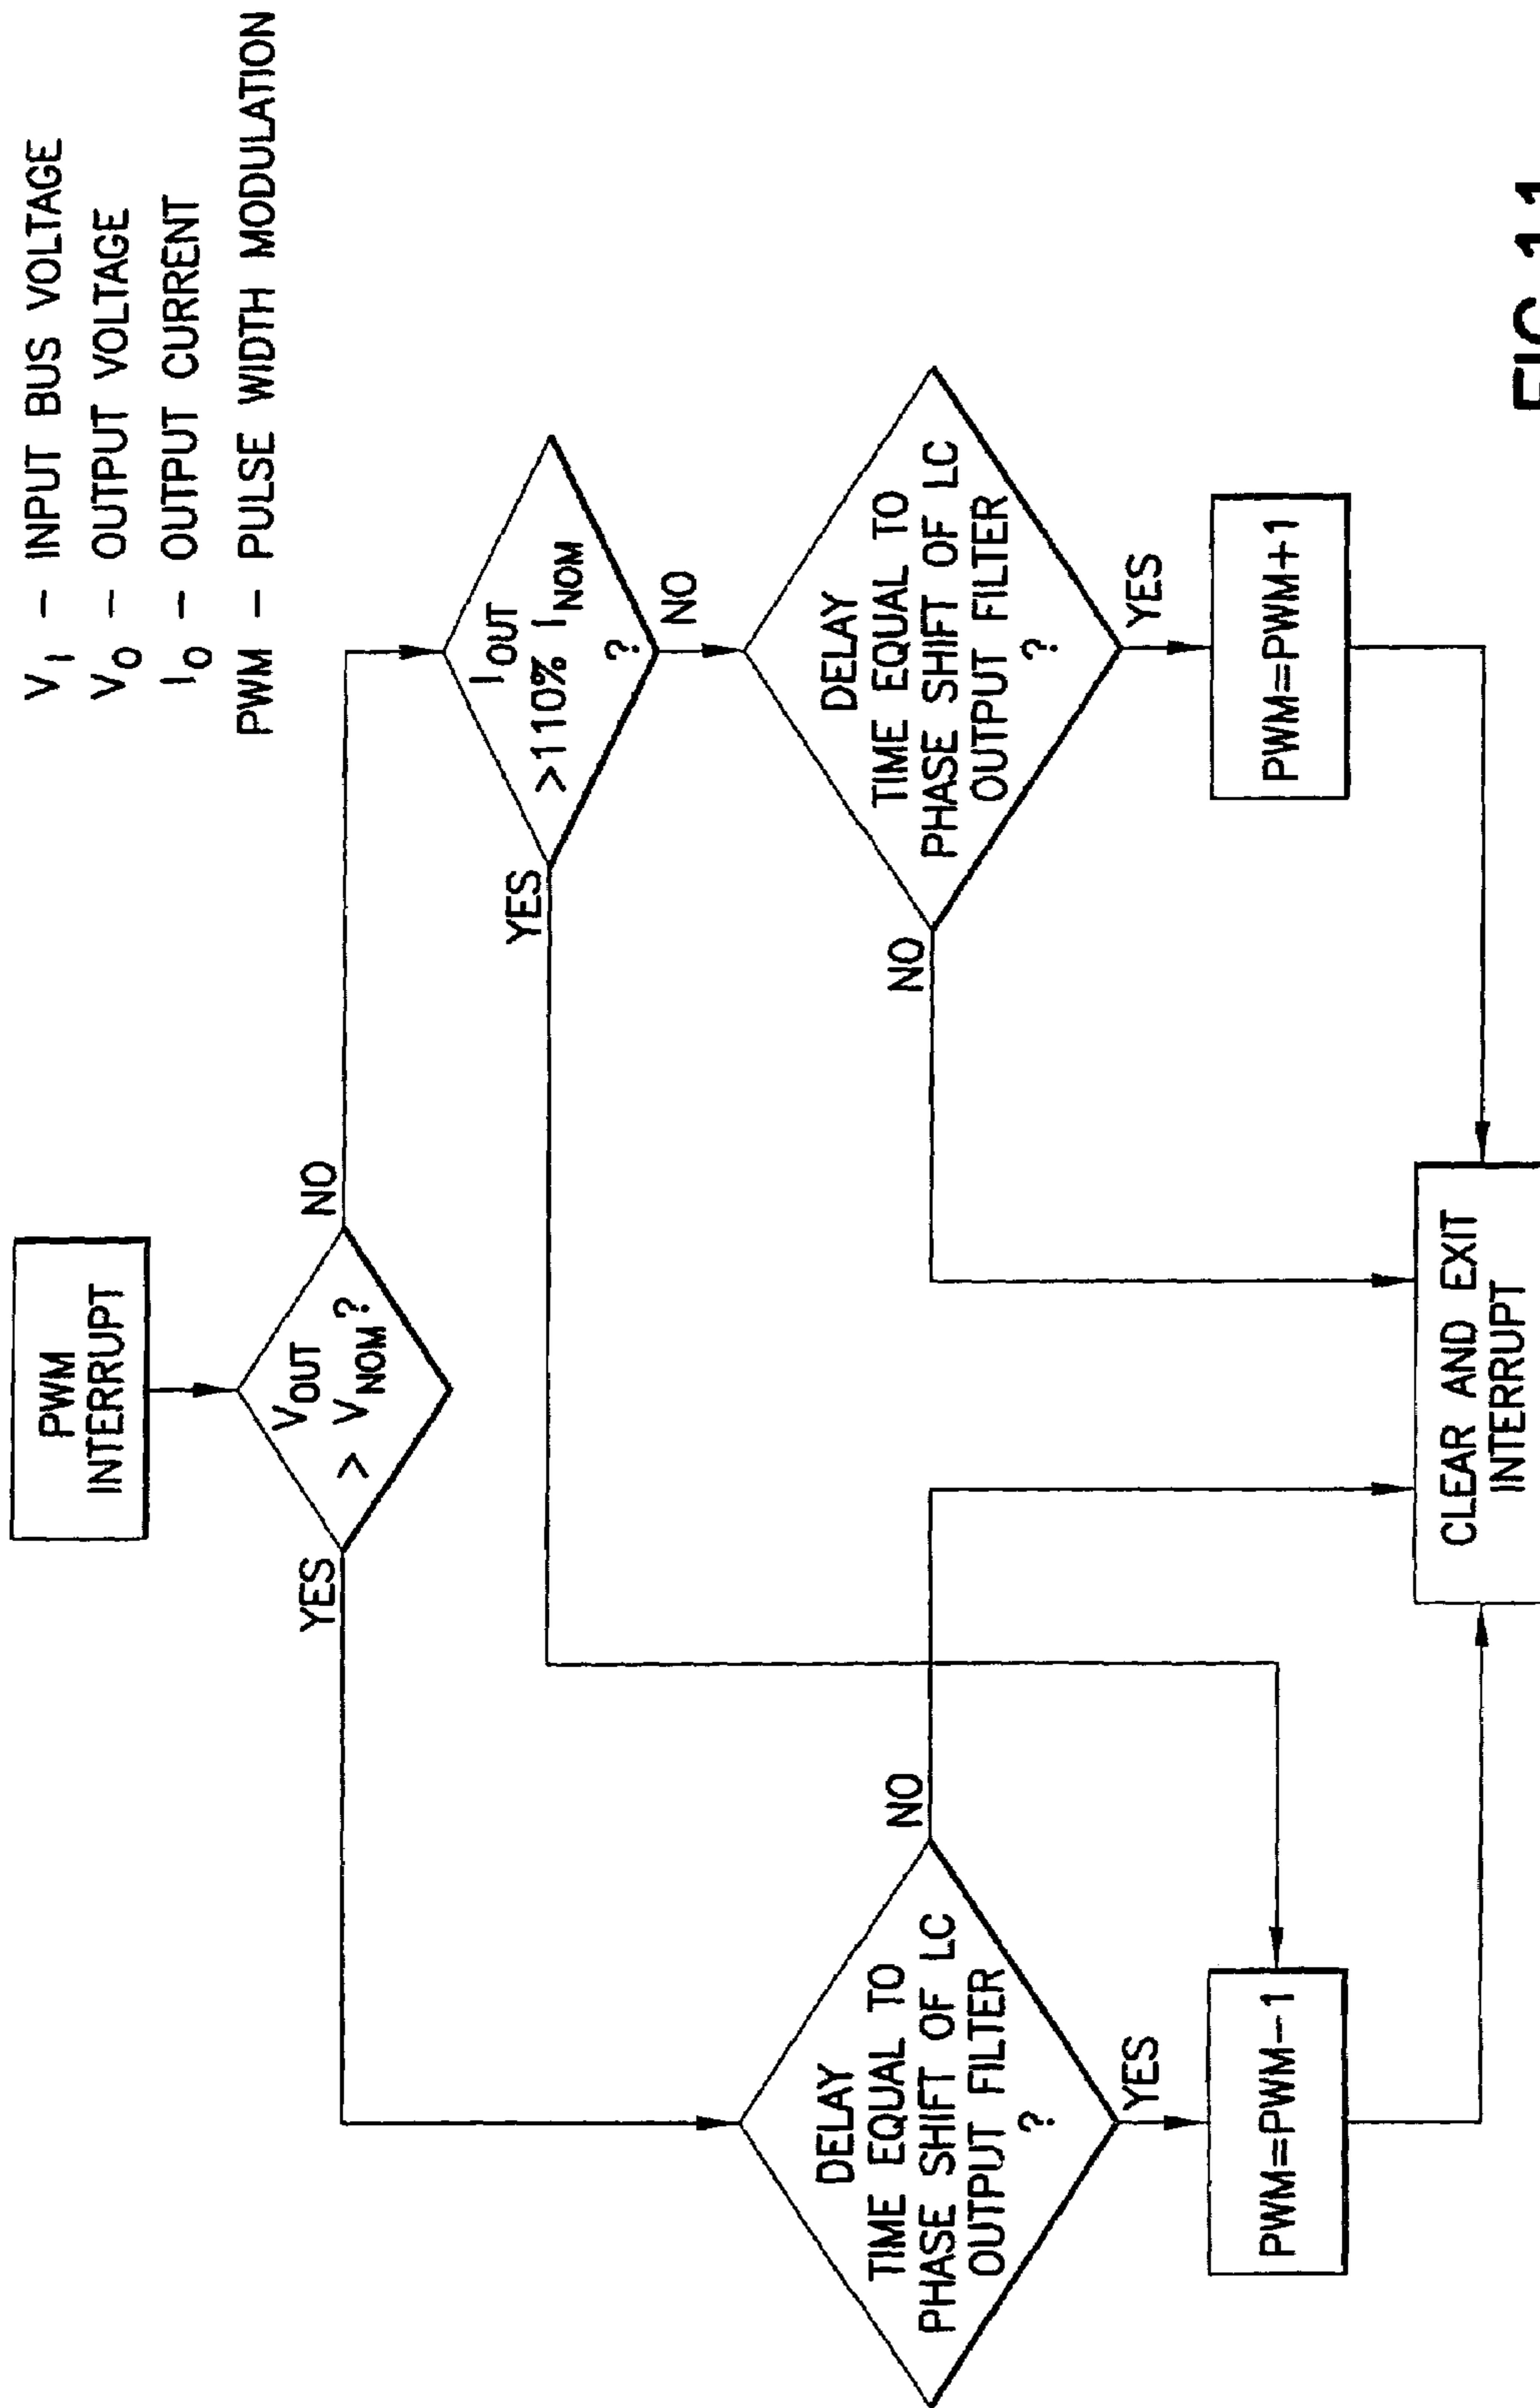 V_I – INPUT BUS VOLTAGE
V_O – OUTPUT VOLTAGE
I_O – OUTPUT CURRENT
PWM – PULSE WIDTH MODULATION
PWM
INTERRUPT
V_OUT
> V_NOM?
YES
NO
I_OUT
>110% I_NOM
?
YES
NO
DELAY
TIME EQUAL TO
PHASE SHIFT OF LC
OUTPUT FILTER
?
NO
YES
DELAY
TIME EQUAL TO
PHASE SHIFT OF LC
OUTPUT FILTER
?
NO
YES
PWM=PWM–1
PWM=PWM+1
CLEAR AND EXIT
INTERRUPT
FIG.11